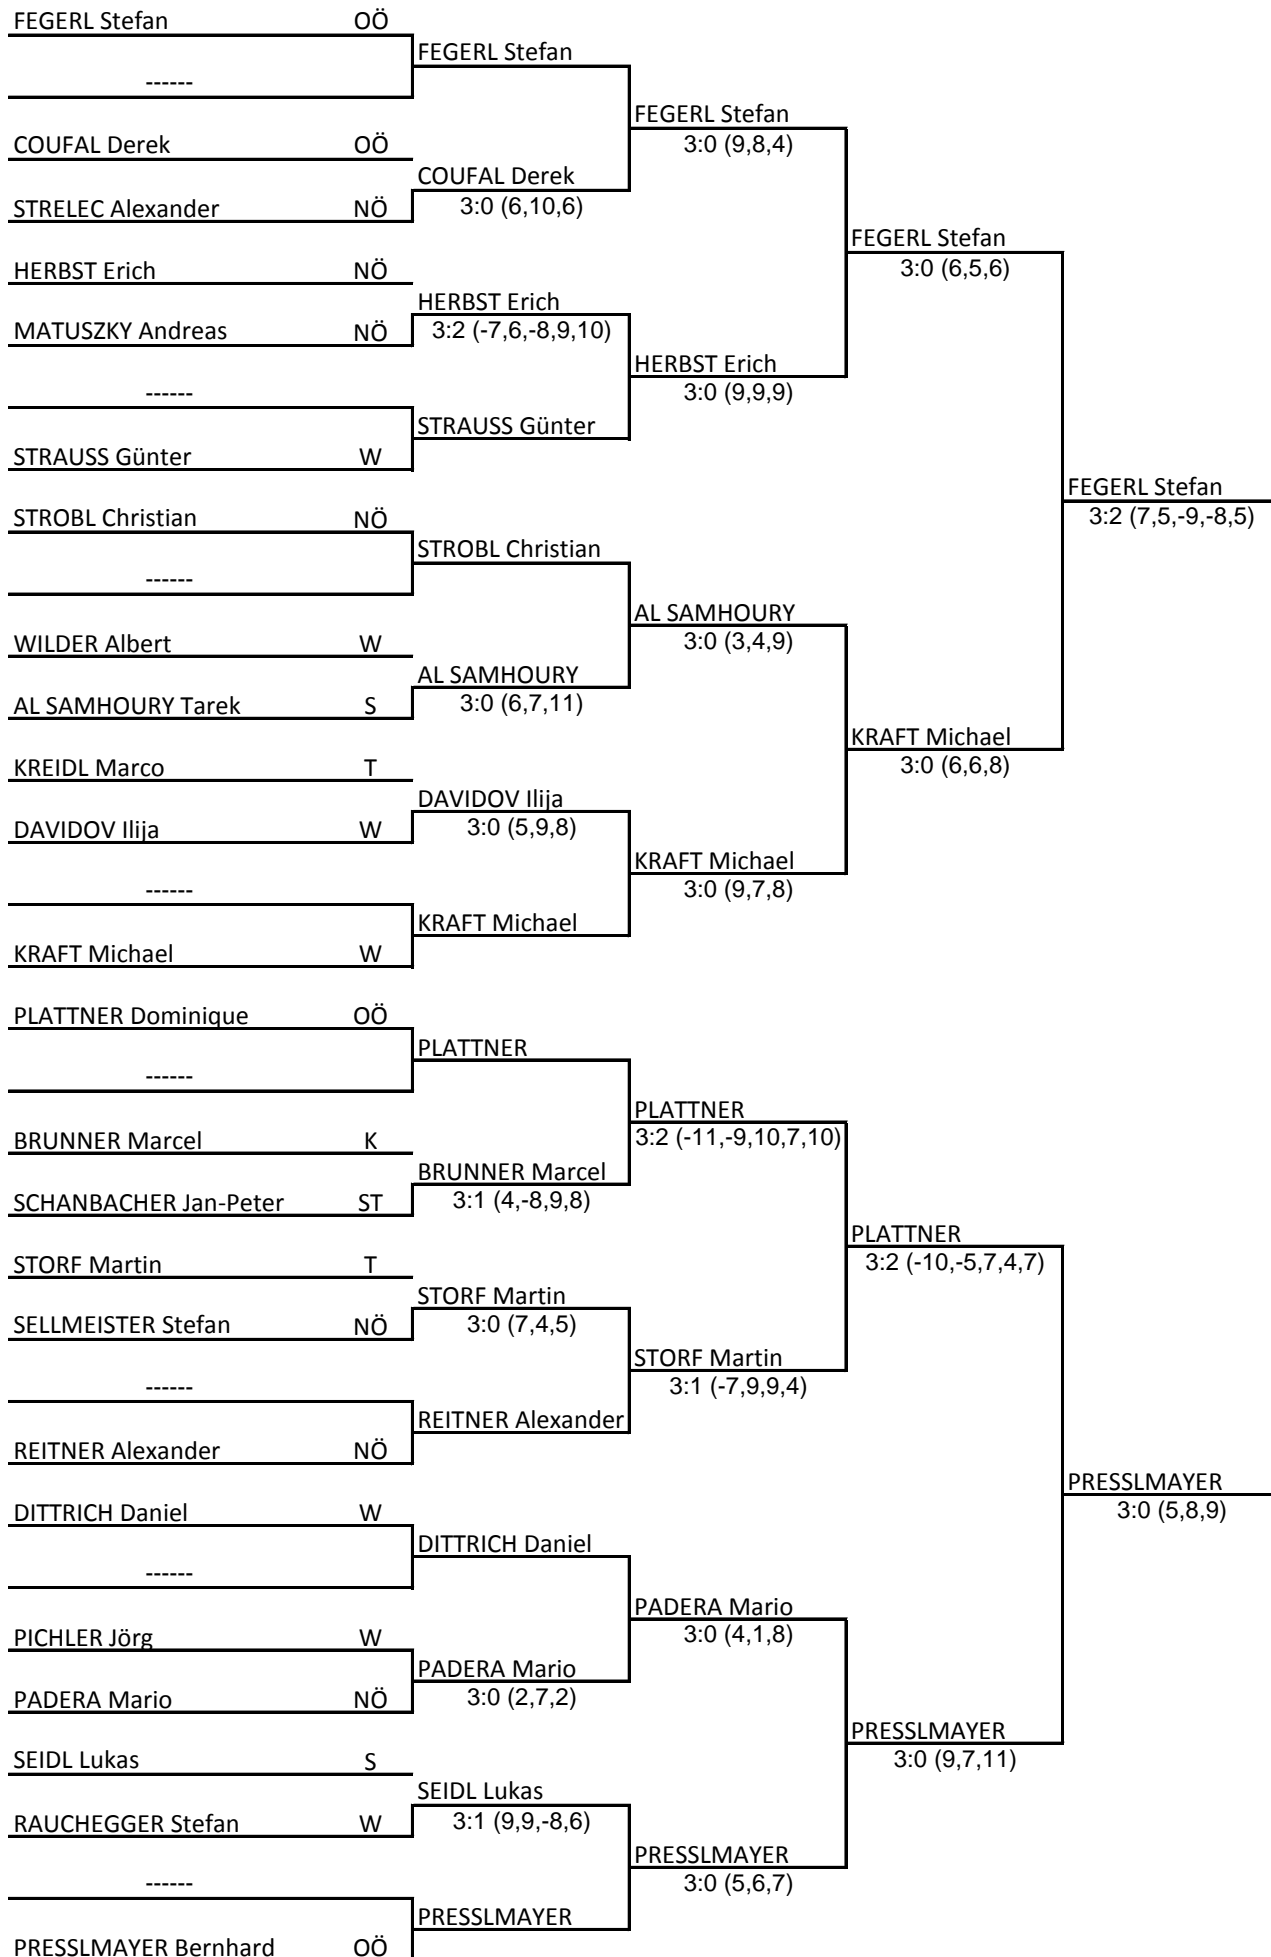 FEGERL Stefan OÖ
FEGERL Stefan
------
FEGERL Stefan
3:0 (9,8,4)
COUFAL Derek OÖ
COUFAL Derek
3:0 (6,10,6)
STRELEC Alexander NÖ
FEGERL Stefan
3:0 (6,5,6)
HERBST Erich NÖ
HERBST Erich
3:2 (-7,6,-8,9,10)
MATUSZKY Andreas NÖ
HERBST Erich
3:0 (9,9,9)
------
STRAUSS Günter
STRAUSS Günter W
FEGERL Stefan
3:2 (7,5,-9,-8,5)
STROBL Christian NÖ
STROBL Christian
------
AL SAMHOURY
3:0 (3,4,9)
WILDER Albert W
AL SAMHOURY
3:0 (6,7,11)
AL SAMHOURY Tarek S
KRAFT Michael
3:0 (6,6,8)
KREIDL Marco T
DAVIDOV Ilija
3:0 (5,9,8)
DAVIDOV Ilija W
KRAFT Michael
3:0 (9,7,8)
------
KRAFT Michael
KRAFT Michael W
PLATTNER Dominique OÖ
PLATTNER
------
PLATTNER
3:2 (-11,-9,10,7,10)
BRUNNER Marcel K
BRUNNER Marcel
3:1 (4,-8,9,8)
SCHANBACHER Jan-Peter ST
PLATTNER
3:2 (-10,-5,7,4,7)
STORF Martin T
STORF Martin
3:0 (7,4,5)
SELLMEISTER Stefan NÖ
STORF Martin
3:1 (-7,9,9,4)
------
REITNER Alexander
REITNER Alexander NÖ
PRESSLMAYER
3:0 (5,8,9)
DITTRICH Daniel W
DITTRICH Daniel
------
PADERA Mario
3:0 (4,1,8)
PICHLER Jörg W
PADERA Mario
3:0 (2,7,2)
PADERA Mario NÖ
PRESSLMAYER
3:0 (9,7,11)
SEIDL Lukas S
SEIDL Lukas
3:1 (9,9,-8,6)
RAUCHEGGER Stefan W
PRESSLMAYER
3:0 (5,6,7)
------
PRESSLMAYER
PRESSLMAYER Bernhard OÖ